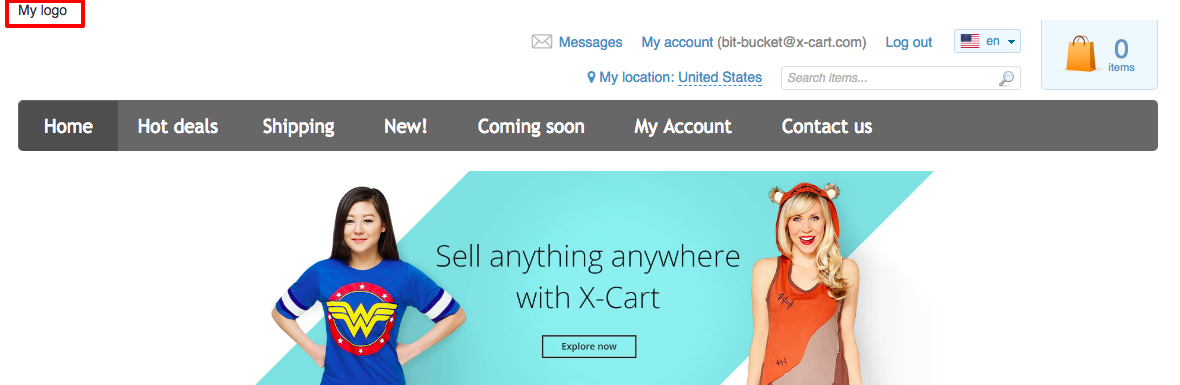 My logo
Messages My account (bit-bucket@x-cart.com) Log out en
0
items
My location: United States Search items...
Home Hot deals Shipping New! Coming soon My Account Contact us
Sell anything anywhere
with X-Cart
Explore now